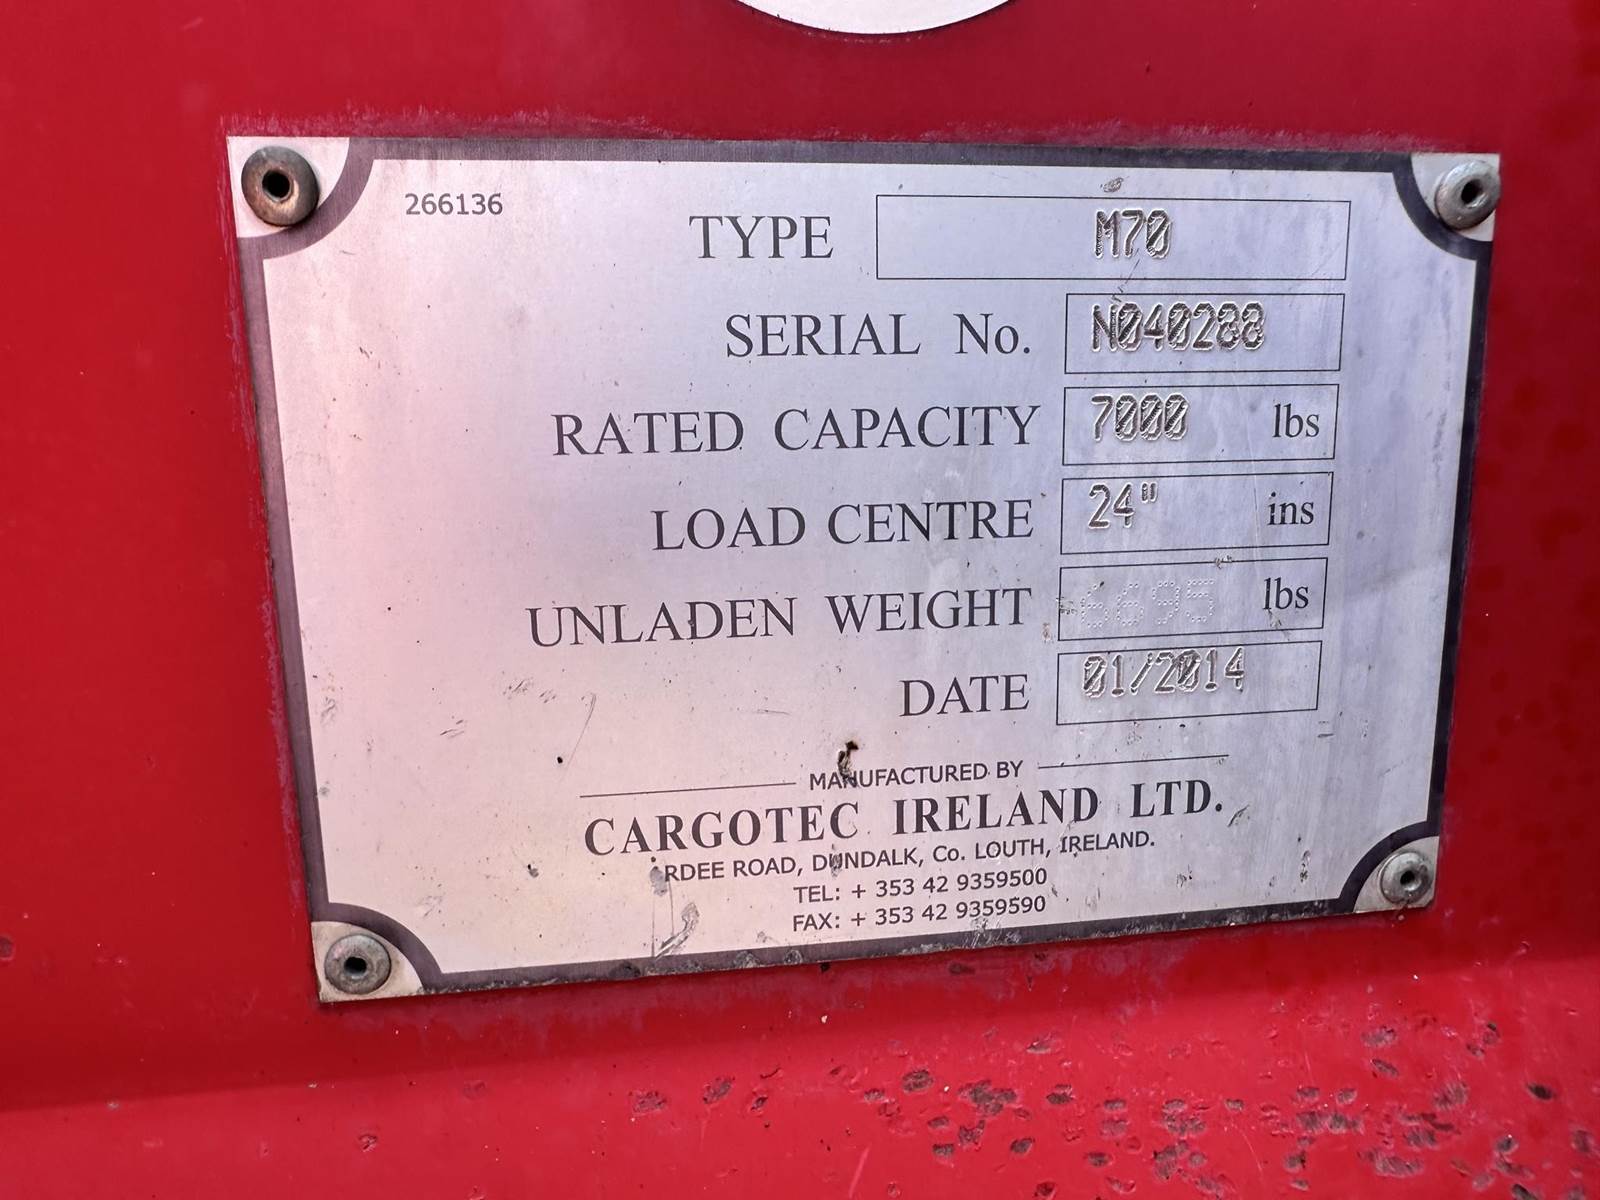 266136
TYPE M70
SERIAL No. N040288
RATED CAPACITY 7000 lbs
LOAD CENTRE 24" ins
UNLADEN WEIGHT lbs
DATE 01/2014
MANUFACTURED BY
CARGOTEC IRELAND LTD.
RDEE ROAD, DUNDALK, Co. LOUTH, IRELAND.
TEL: + 353 42 9359500
FAX: + 353 42 9359590